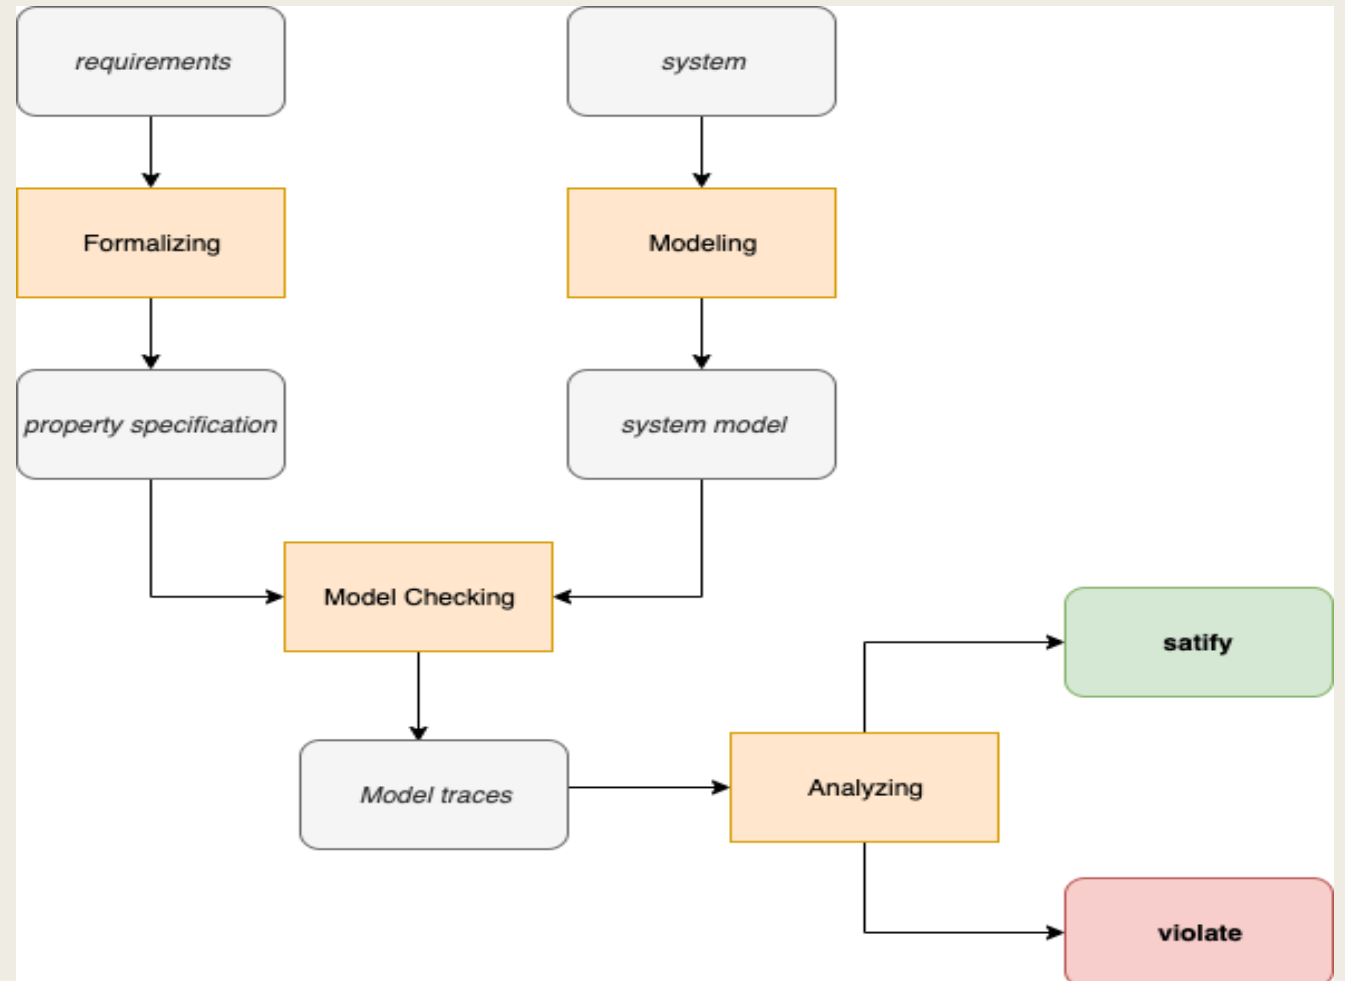 requirements
system
Formalizing
Modeling
property specification
system model
Model Checking
satify
Model traces
Analyzing
violate